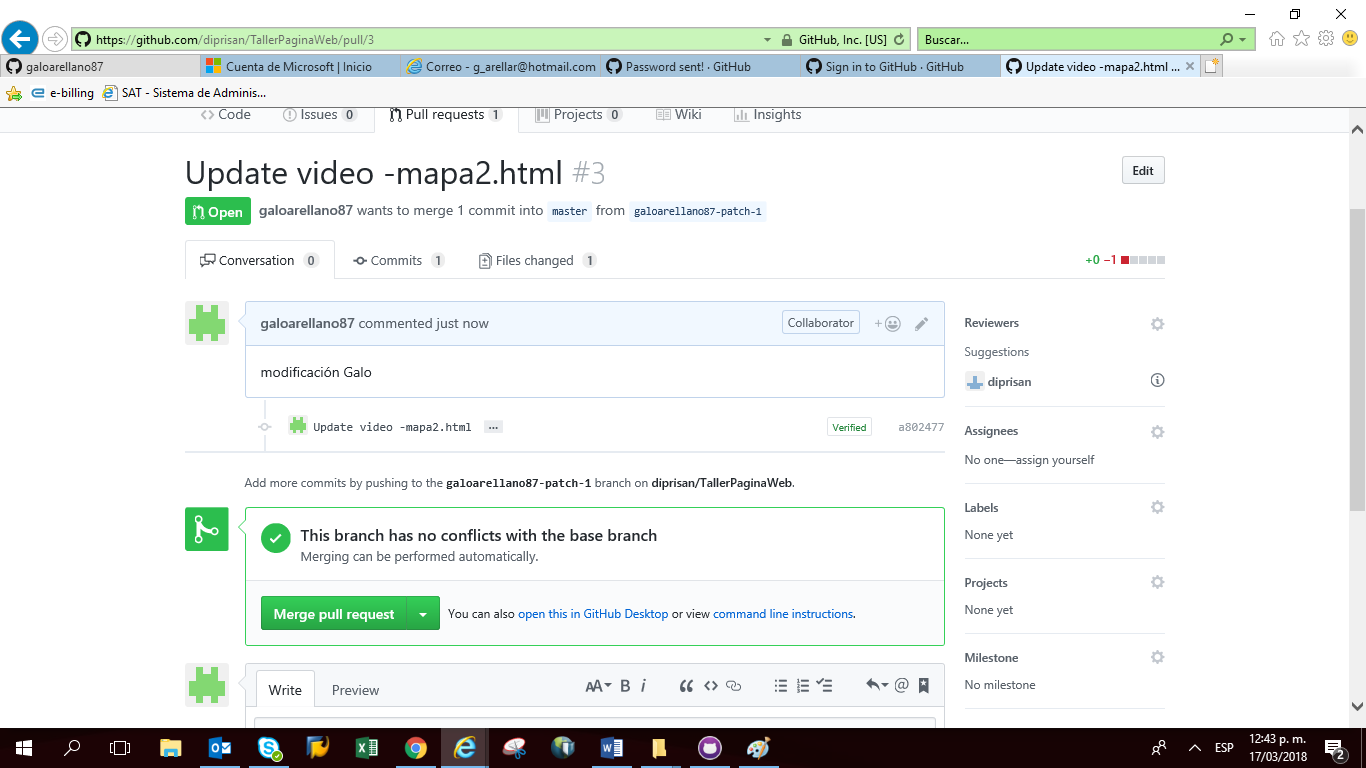 https://github.com/diprisan/TallerPaginaWeb/pull/3
GitHub, Inc. [US]
Buscar...
galoarellano87
Cuenta de Microsoft | Inicio
Correo - g_arellar@hotmail.com
Password sent! · GitHub
Sign in to GitHub · GitHub
Update video -mapa2.html ...
e-billing
SAT - Sistema de Adminis...
Code
Issues 0
Pull requests 1
Projects 0
Wiki
Insights
Update video -mapa2.html #3
Edit
Open
galoarellano87 wants to merge 1 commit into master from galoarellano87-patch-1
Conversation 0
Commits 1
Files changed 1
+0 −1
galoarellano87 commented just now
Collaborator
modificación Galo
Update video -mapa2.html ...
Verified
a802477
Add more commits by pushing to the galoarellano87-patch-1 branch on diprisan/TallerPaginaWeb.
This branch has no conflicts with the base branch
Merging can be performed automatically.
Merge pull request
You can also open this in GitHub Desktop or view command line instructions.
Write
Preview
AA B i
Reviewers
Suggestions
diprisan
Assignees
No one—assign yourself
Labels
None yet
Projects
None yet
Milestone
No milestone
ESP
12:43 p. m.
17/03/2018
2